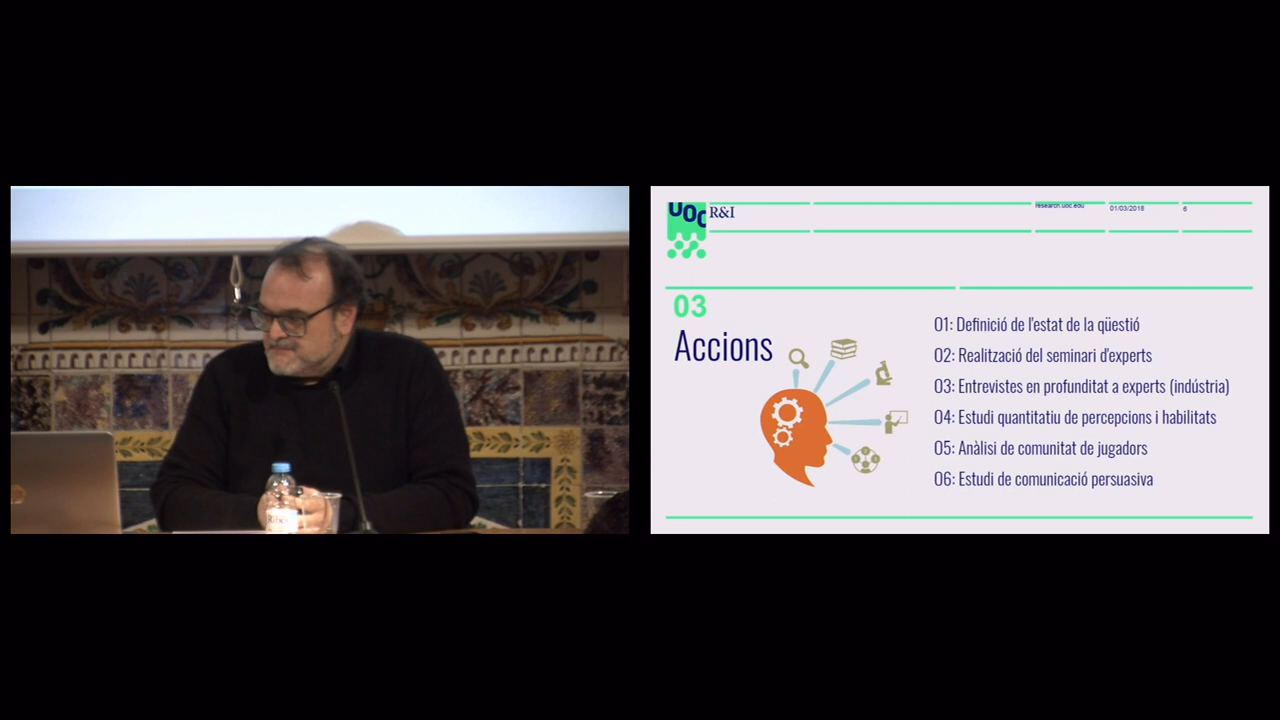 UOC
R&I
research.uoc.edu
01/03/2018
6
03
Accions
01: Definició de l'estat de la qüestió
02: Realització del seminari d'experts
03: Entrevistes en profunditat a experts (indústria)
04: Estudi quantitatiu de percepcions i habilitats
05: Anàlisi de comunitat de jugadors
06: Estudi de comunicació persuasiva